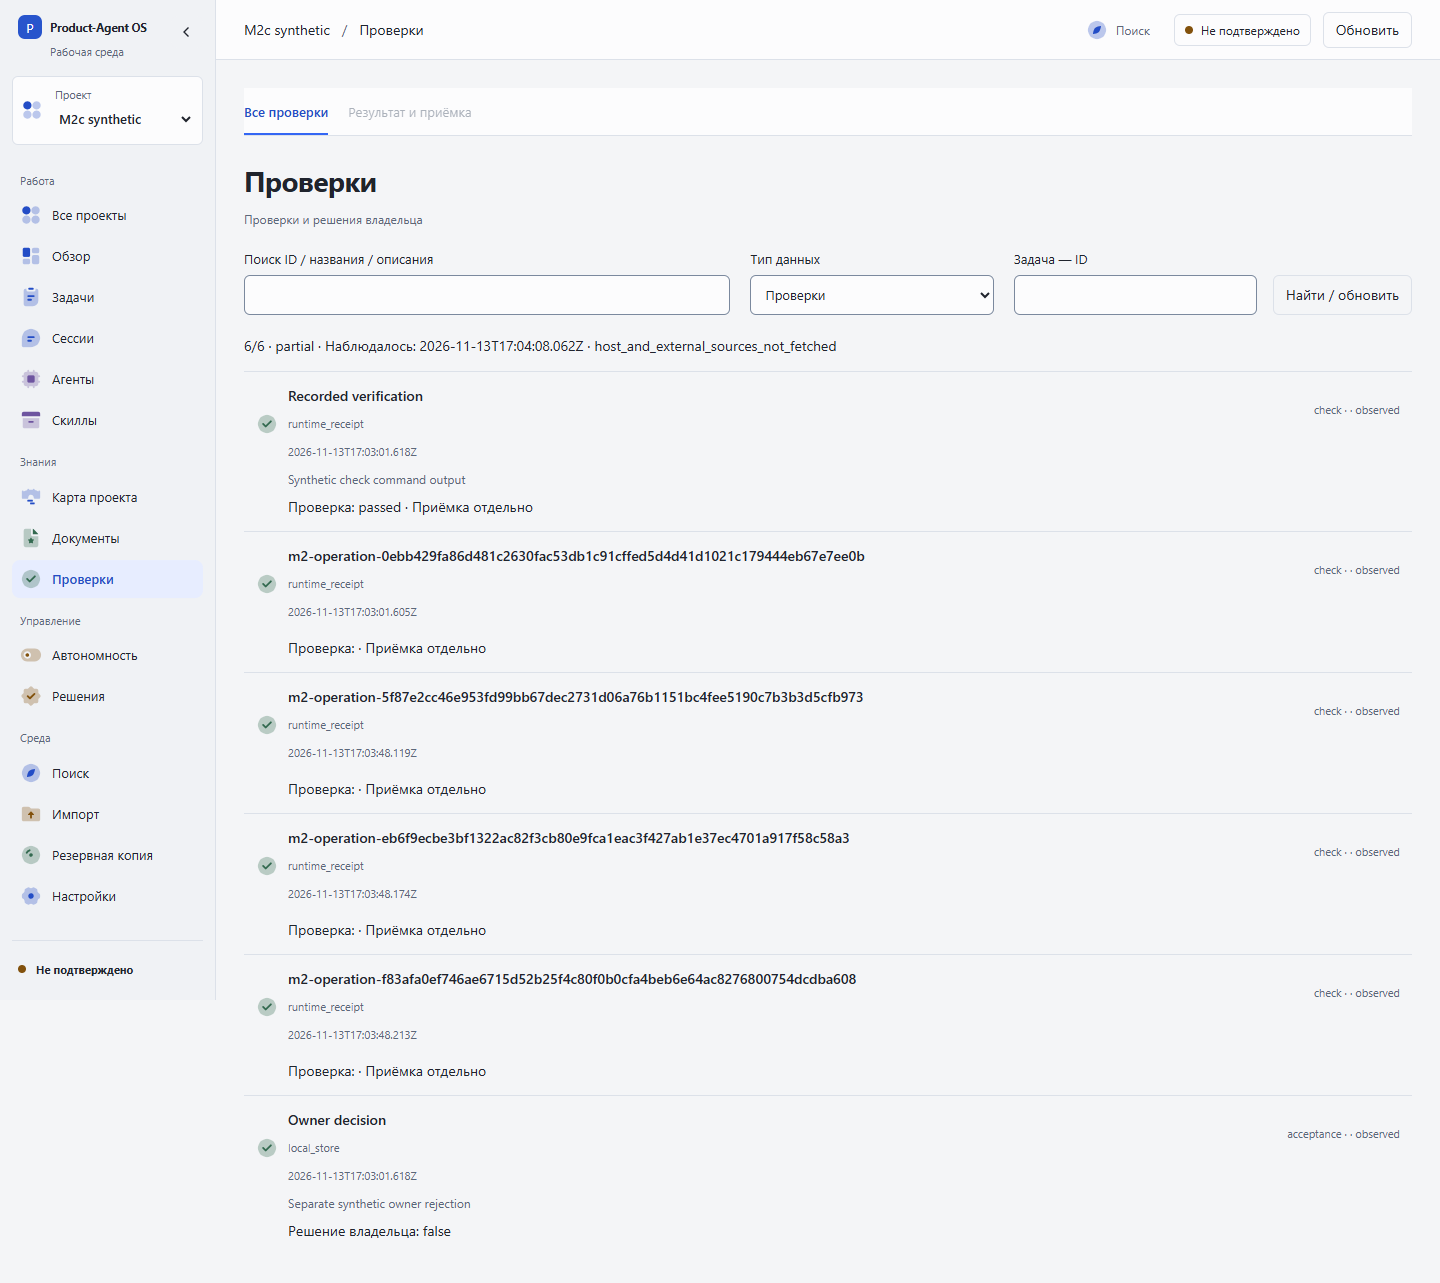 P
Product-Agent OS
Рабочая среда
Проект
M2c synthetic
Работа
Все проекты
Обзор
Задачи
Сессии
Агенты
Скиллы
Знания
Карта проекта
Документы
Проверки
Управление
Автономность
Решения
Среда
Поиск
Импорт
Резервная копия
Настройки
Не подтверждено
M2c synthetic / Проверки
Поиск
Не подтверждено
Обновить
Все проверки
Результат и приёмка
Проверки
Проверки и решения владельца
Поиск ID / названия / описания
Тип данных
Проверки
Задача — ID
Найти / обновить
6/6 · partial · Наблюдалось: 2026-11-13T17:04:08.062Z · host_and_external_sources_not_fetched
Recorded verification
runtime_receipt
2026-11-13T17:03:01.618Z
Synthetic check command output
Проверка: passed · Приёмка отдельно
check · · observed
m2-operation-0ebb429fa86d481c2630fac53db1c91cffed5d4d41d1021c179444eb67e7ee0b
runtime_receipt
2026-11-13T17:03:01.605Z
Проверка: · Приёмка отдельно
check · · observed
m2-operation-5f87e2cc46e953fd99bb67dec2731d06a76b1151bc4fee5190c7b3b3d5cfb973
runtime_receipt
2026-11-13T17:03:48.119Z
Проверка: · Приёмка отдельно
check · · observed
m2-operation-eb6f9ecbe3bf1322ac82f3cb80e9fca1eac3f427ab1e37ec4701a917f58c58a3
runtime_receipt
2026-11-13T17:03:48.174Z
Проверка: · Приёмка отдельно
check · · observed
m2-operation-f83afa0ef746ae6715d52b25f4c80f0b0cfa4beb6e64ac8276800754dcdba608
runtime_receipt
2026-11-13T17:03:48.213Z
Проверка: · Приёмка отдельно
check · · observed
Owner decision
local_store
2026-11-13T17:03:01.618Z
Separate synthetic owner rejection
Решение владельца: false
acceptance · · observed